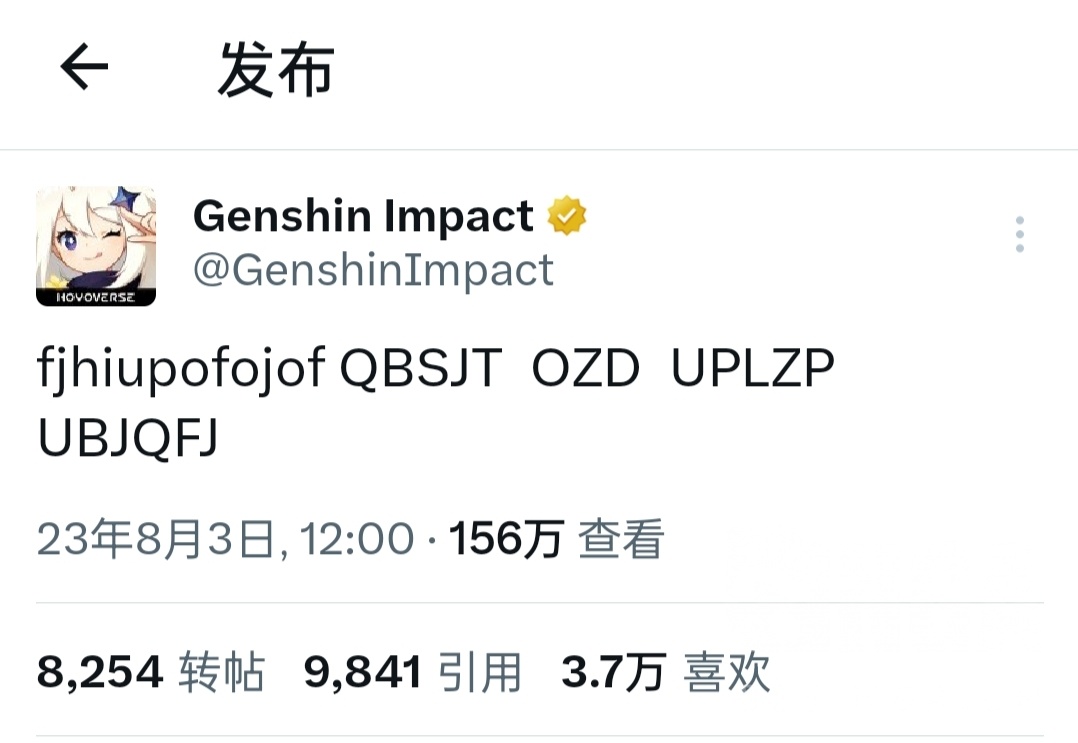 发布
Genshin Impact
@GenshinImpact
HOYOVERSE
fjhiupofojof QBSJT OZD UPLZP
UBJQFJ
23年8月3日, 12:00 · 156万 查看
8,254 转帖 9,841 引用 3.7万 喜欢